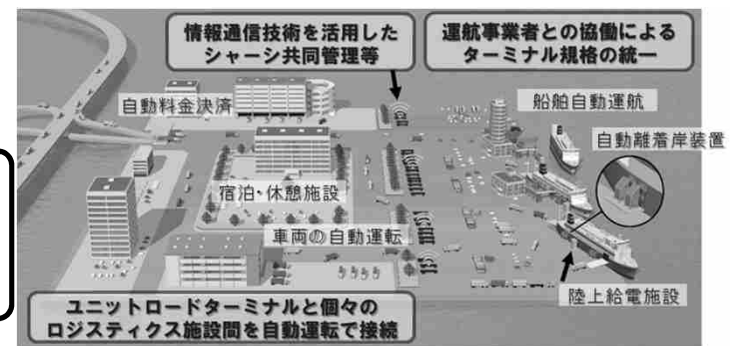 情報通信技術を活用した
シャーシ共同管理等
運航事業者との協働による
ターミナル規格の統一
自動料金決済
船舶自動運航
自動離着岸装置
宿泊・休憩施設
車両の自動運転
陸上給電施設
ユニットロードターミナルと個々の
ロジスティクス施設間を自動運転で接続